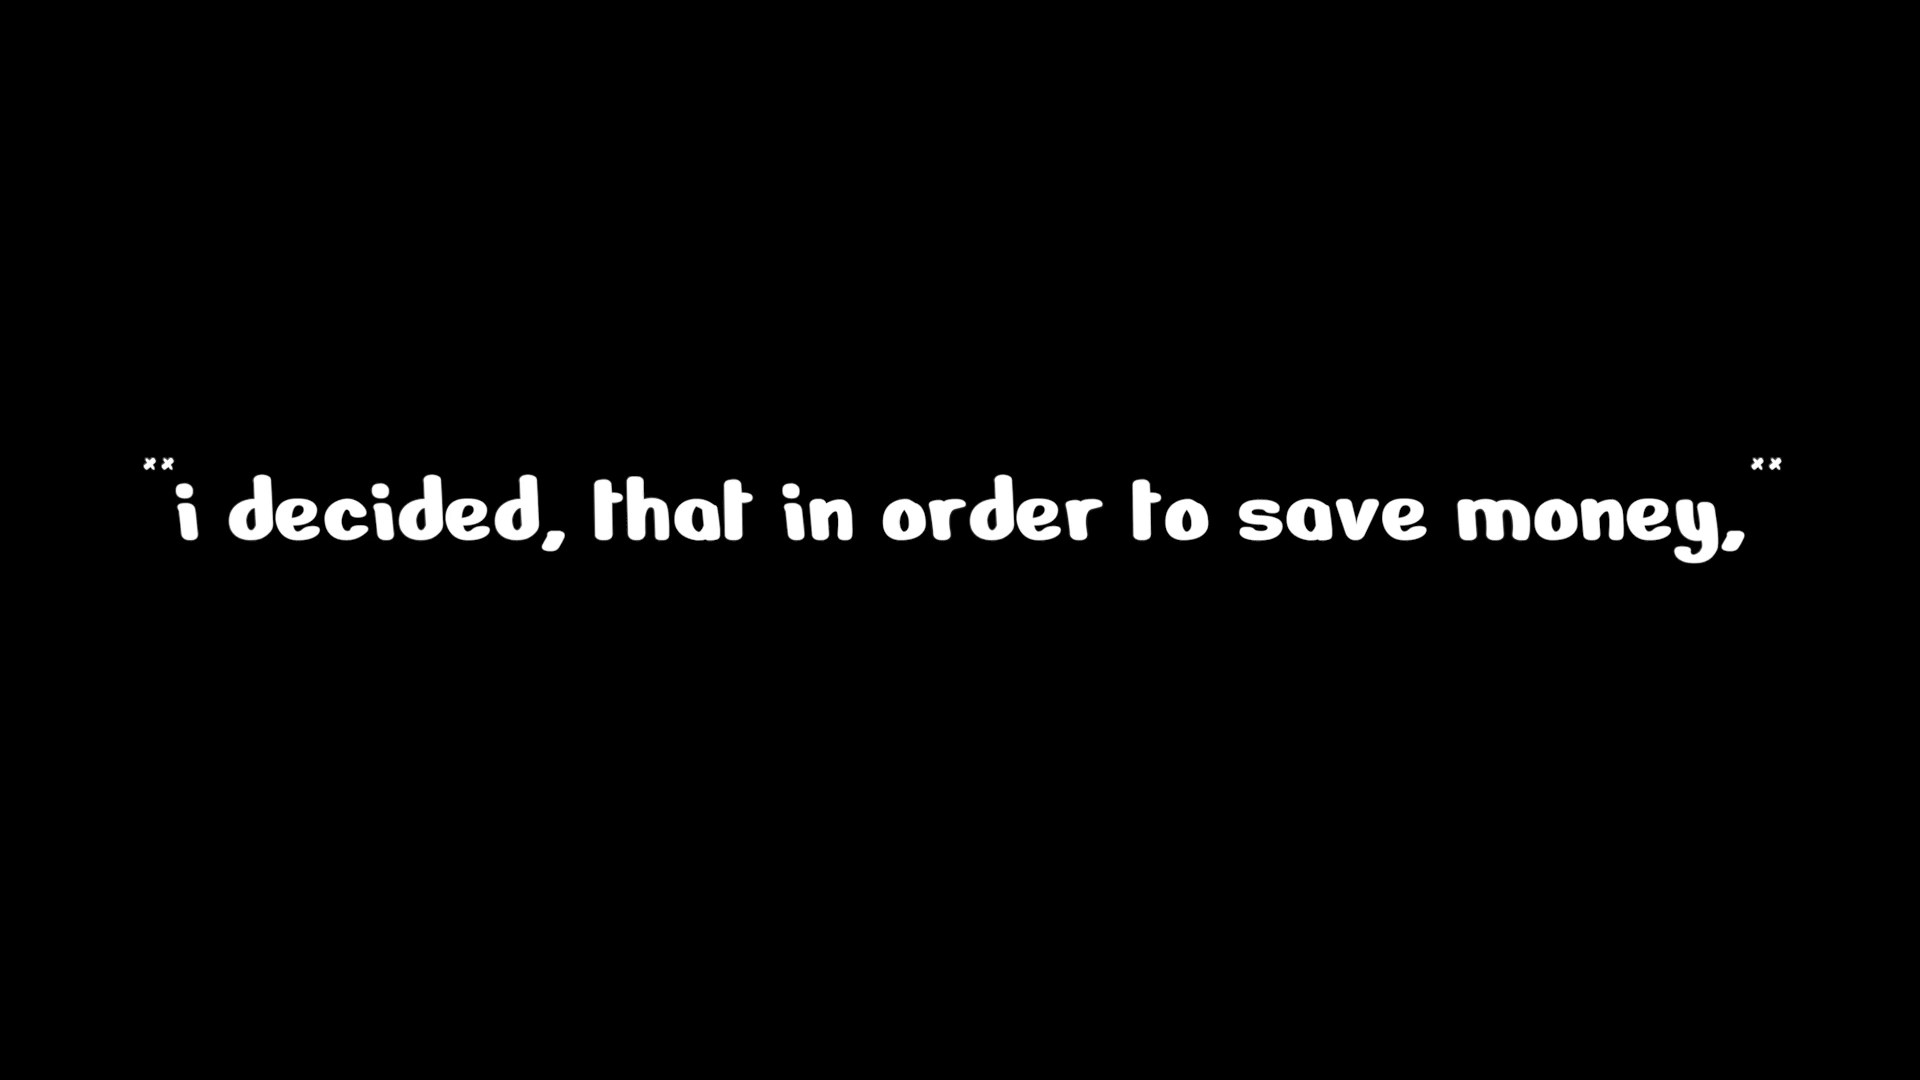 **i decided, that in order to save money,**